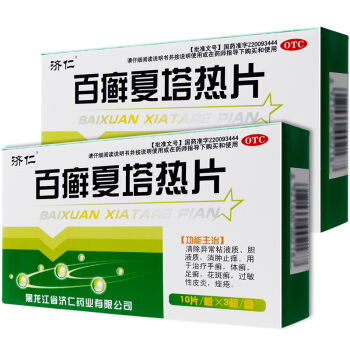 济仁
【批准文号】国药准字Z20093444
请仔细阅读说明书并按说明使用或在药师指导下购买和使用
OTC
百癣夏塔热片
BAIXUAN XIATARE PIAN
济仁
【批准文号】国药准字Z20093444
请仔细阅读说明书并按说明使用或在药师指导下购买和使用
OTC
百癣夏塔热片
BAIXUAN XIATARE PIAN
【功能主治】
清除异常粘液质、胆
液质,消肿止痒。用
于治疗手癣,体癣,
足癣,花斑癣,过敏
性皮炎,痤疮。
10片/板×3板/盒
黑龙江省济仁药业有限公司